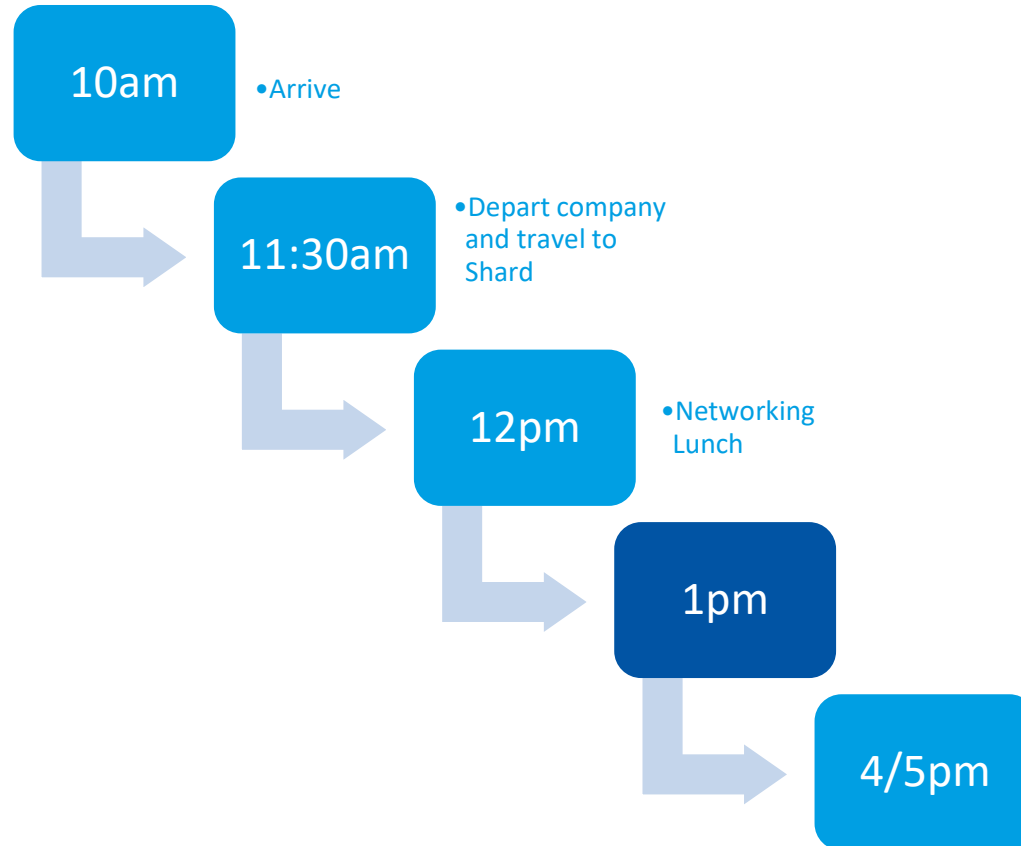 10am
•Arrive
11:30am
•Depart company
and travel to
Shard
12pm
•Networking
Lunch
1pm
4/5pm